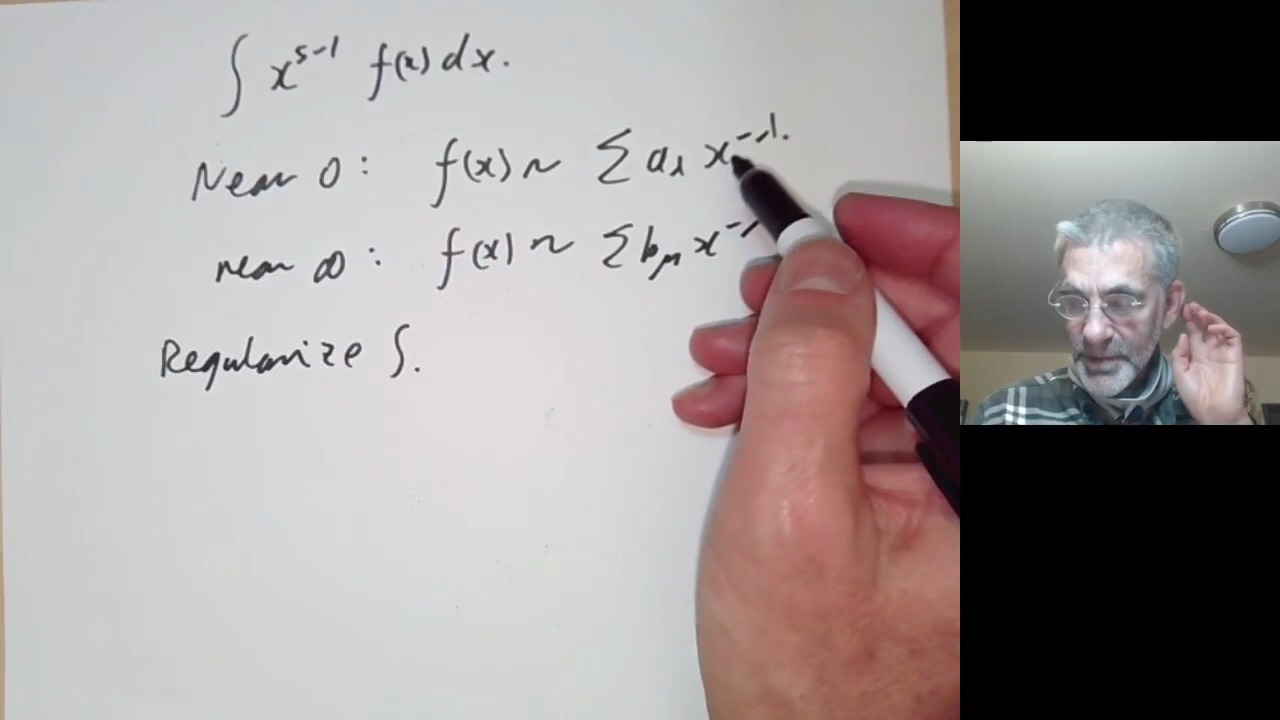 ∫ x^{s-1} f(x) dx.
Near 0: f(x) ~ Σ a_λ x^{-λ}.
near ∞: f(x) ~ Σ b_μ x^{-
Regularize ∫.